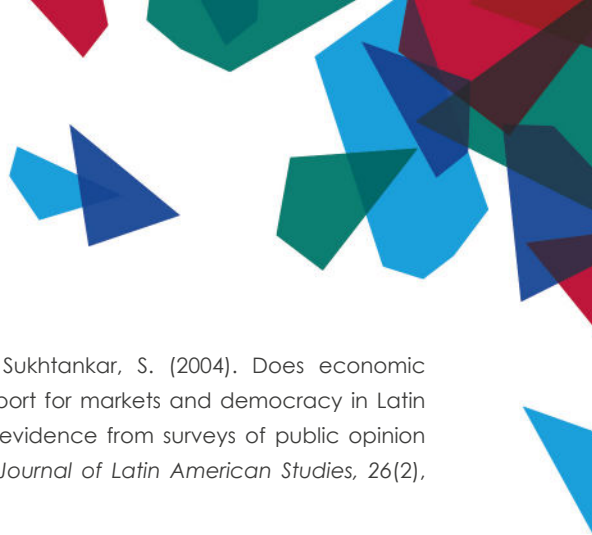 Sukhtankar, S. (2004). Does economic
port for markets and democracy in Latin
evidence from surveys of public opinion
Journal of Latin American Studies, 26(2),